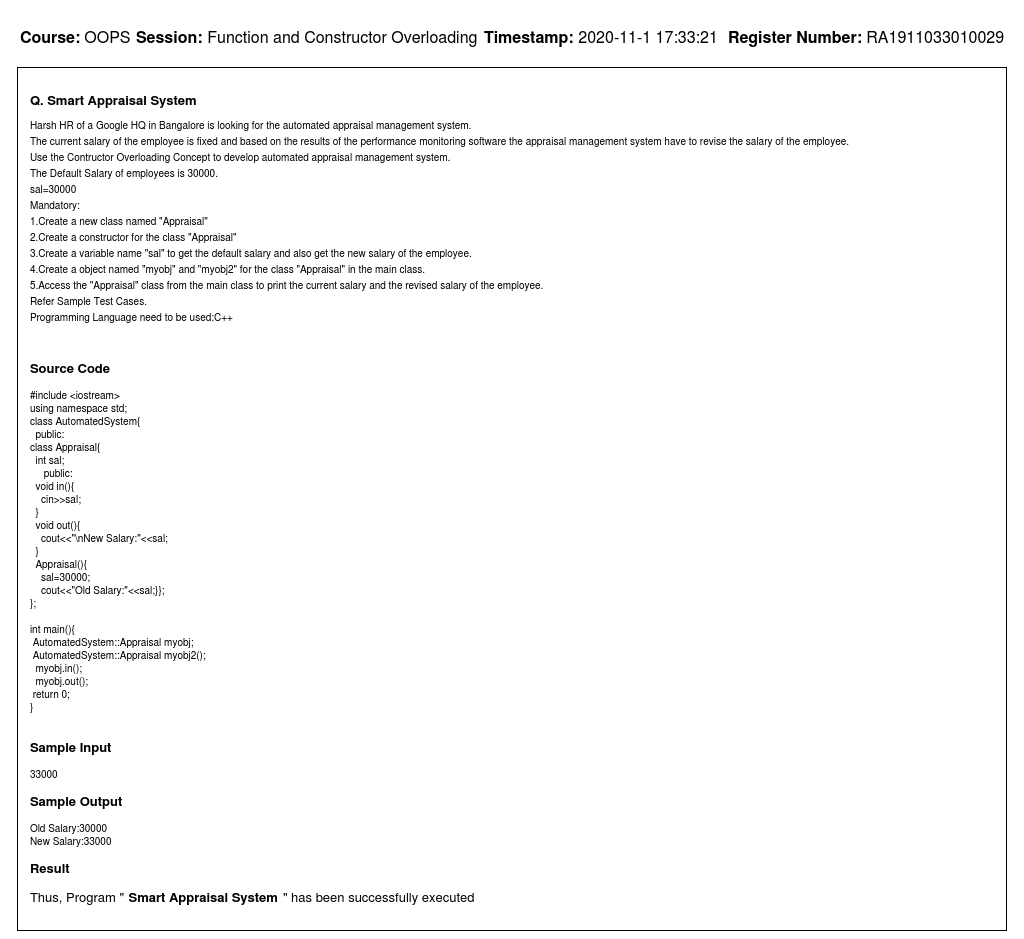 Course: OOPS Session: Function and Constructor Overloading Timestamp: 2020-11-1 17:33:21 Register Number: RA1911033010029
Q. Smart Appraisal System
Harsh HR of a Google HQ in Bangalore is looking for the automated appraisal management system.
The current salary of the employee is fixed and based on the results of the performance monitoring software the appraisal management system have to revise the salary of the employee.
Use the Contructor Overloading Concept to develop automated appraisal management system.
The Default Salary of employees is 30000.
sal=30000
Mandatory:
1.Create a new class named "Appraisal"
2.Create a constructor for the class "Appraisal"
3.Create a variable name "sal" to get the default salary and also get the new salary of the employee.
4.Create a object named "myobj" and "myobj2" for the class "Appraisal" in the main class.
5.Access the "Appraisal" class from the main class to print the current salary and the revised salary of the employee.
Refer Sample Test Cases.
Programming Language need to be used:C++
Source Code
#include <iostream>
using namespace std;
class AutomatedSystem{
  public:
class Appraisal{
  int sal;
     public:
  void in(){
    cin>>sal;
  }
  void out(){
    cout<<"\nNew Salary:"<<sal;
  }
  Appraisal(){
    sal=30000;
    cout<<"Old Salary:"<<sal;}};
};
int main(){
 AutomatedSystem::Appraisal myobj;
 AutomatedSystem::Appraisal myobj2();
  myobj.in();
  myobj.out();
 return 0;
}
Sample Input
33000
Sample Output
Old Salary:30000
New Salary:33000
Result
Thus, Program " Smart Appraisal System " has been successfully executed